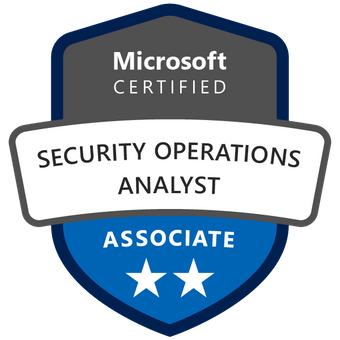 Microsoft
CERTIFIED
SECURITY OPERATIONS
ANALYST
ASSOCIATE